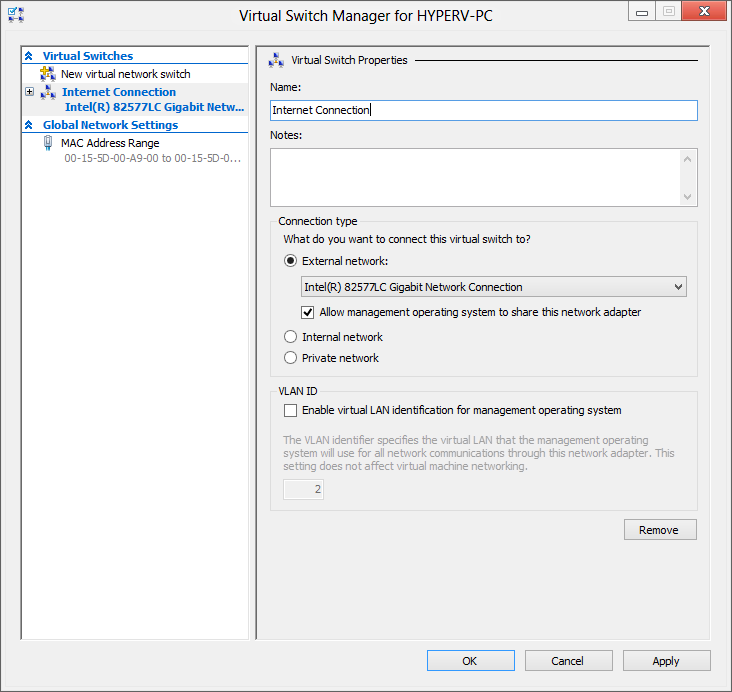 Virtual Switch Manager for HYPERV-PC
Virtual Switches
New virtual network switch
Internet Connection
Intel(R) 82577LC Gigabit Netw...
Global Network Settings
MAC Address Range
00-15-5D-00-A9-00 to 00-15-5D-0...
Virtual Switch Properties
Name:
Internet Connection
Notes:
Connection type
What do you want to connect this virtual switch to?
External network:
Intel(R) 82577LC Gigabit Network Connection
Allow management operating system to share this network adapter
Internal network
Private network
VLAN ID
Enable virtual LAN identification for management operating system
The VLAN identifier specifies the virtual LAN that the management operating
system will use for all network communications through this network adapter. This
setting does not affect virtual machine networking.
2
Remove
OK
Cancel
Apply